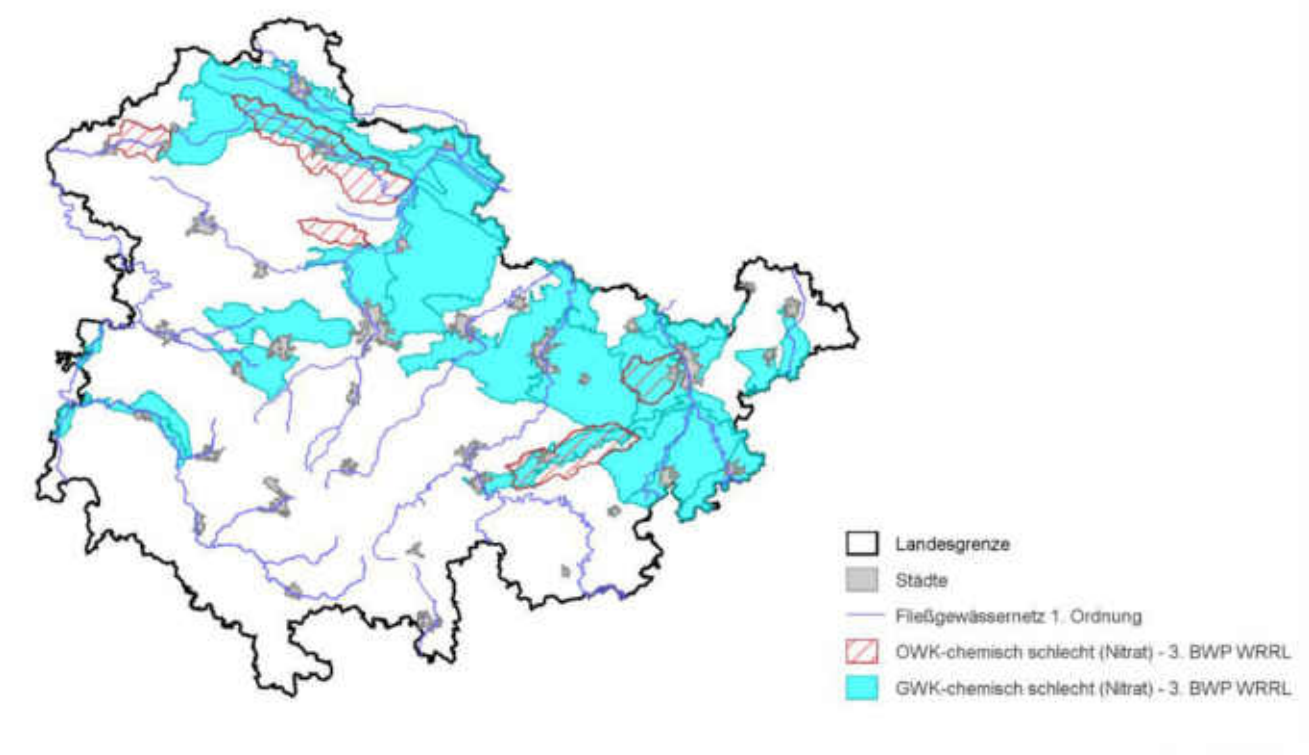 Landesgrenze
Städte
Fließgewässernetz 1. Ordnung
OWK-chemisch schlecht (Nitrat) - 3. BWP WRRL
GWK-chemisch schlecht (Nitrat) - 3. BWP WRRL